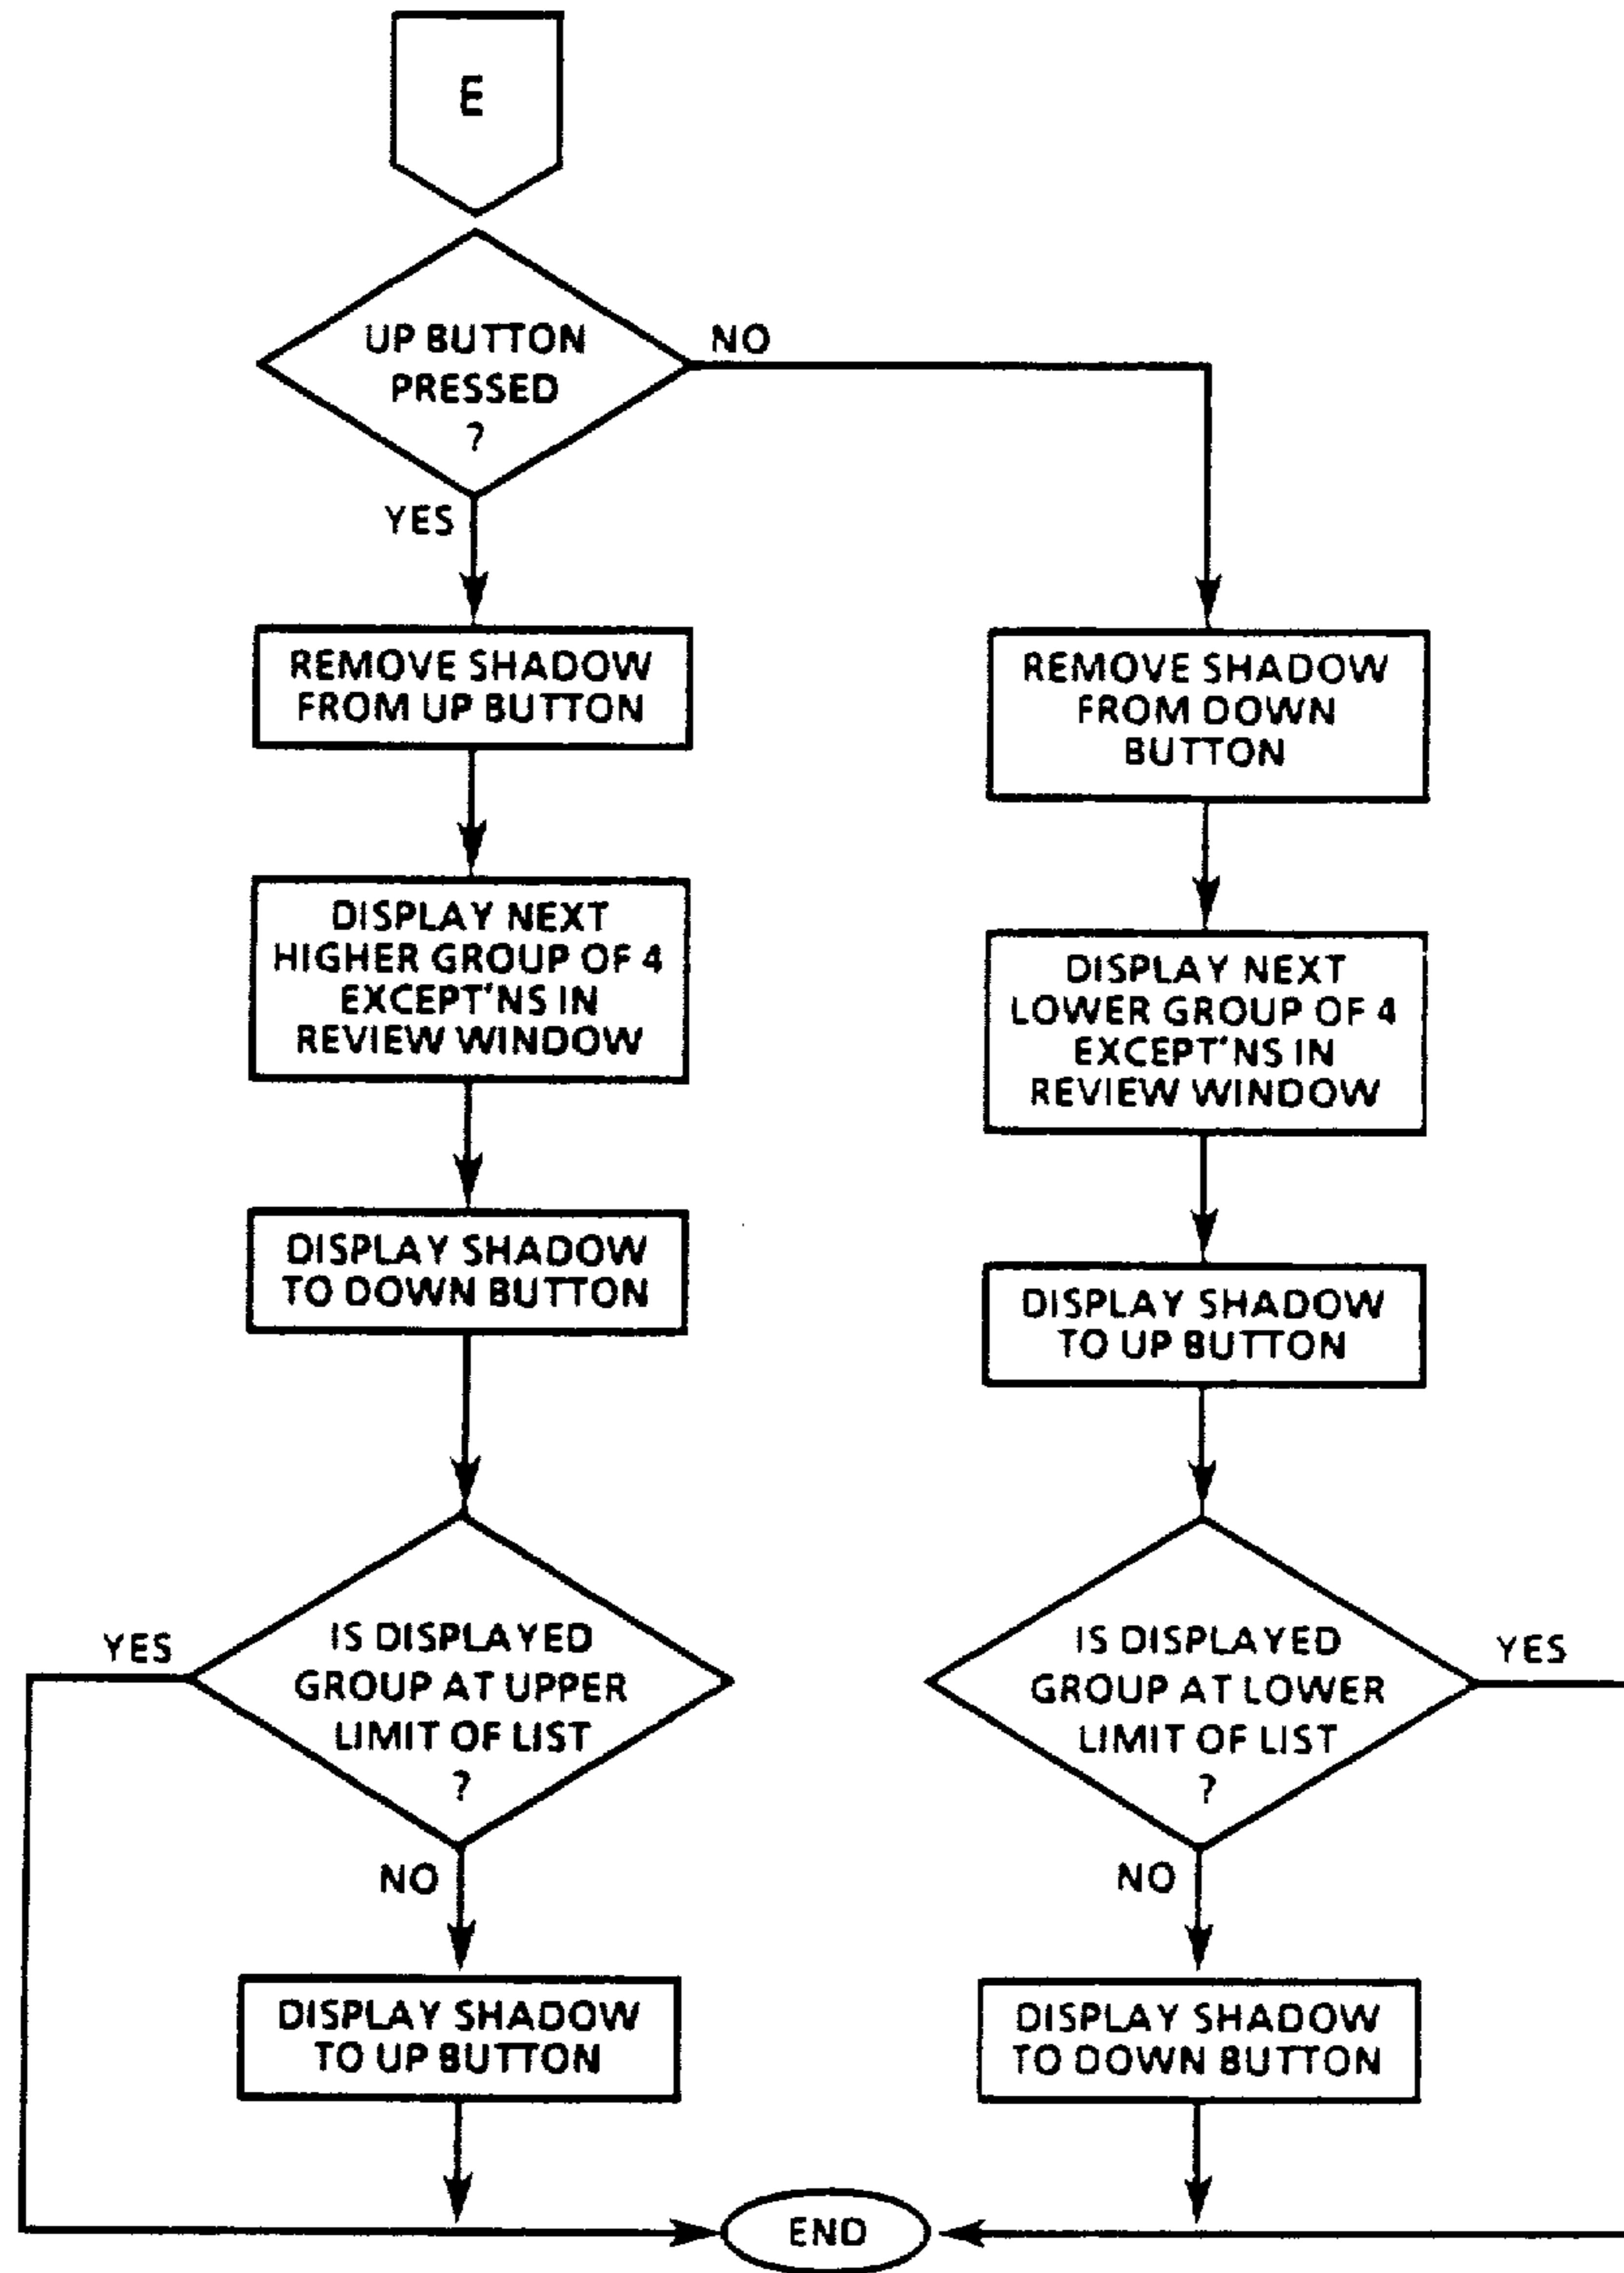 E
UP BUTTON
PRESSED
?
NO
YES
REMOVE SHADOW
FROM UP BUTTON
DISPLAY NEXT
HIGHER GROUP OF 4
EXCEPT'NS IN
REVIEW WINDOW
DISPLAY SHADOW
TO DOWN BUTTON
IS DISPLAYED
GROUP AT UPPER
LIMIT OF LIST
?
YES
NO
DISPLAY SHADOW
TO UP BUTTON
REMOVE SHADOW
FROM DOWN
BUTTON
DISPLAY NEXT
LOWER GROUP OF 4
EXCEPT'NS IN
REVIEW WINDOW
DISPLAY SHADOW
TO UP BUTTON
IS DISPLAYED
GROUP AT LOWER
LIMIT OF LIST
?
YES
NO
DISPLAY SHADOW
TO DOWN BUTTON
END